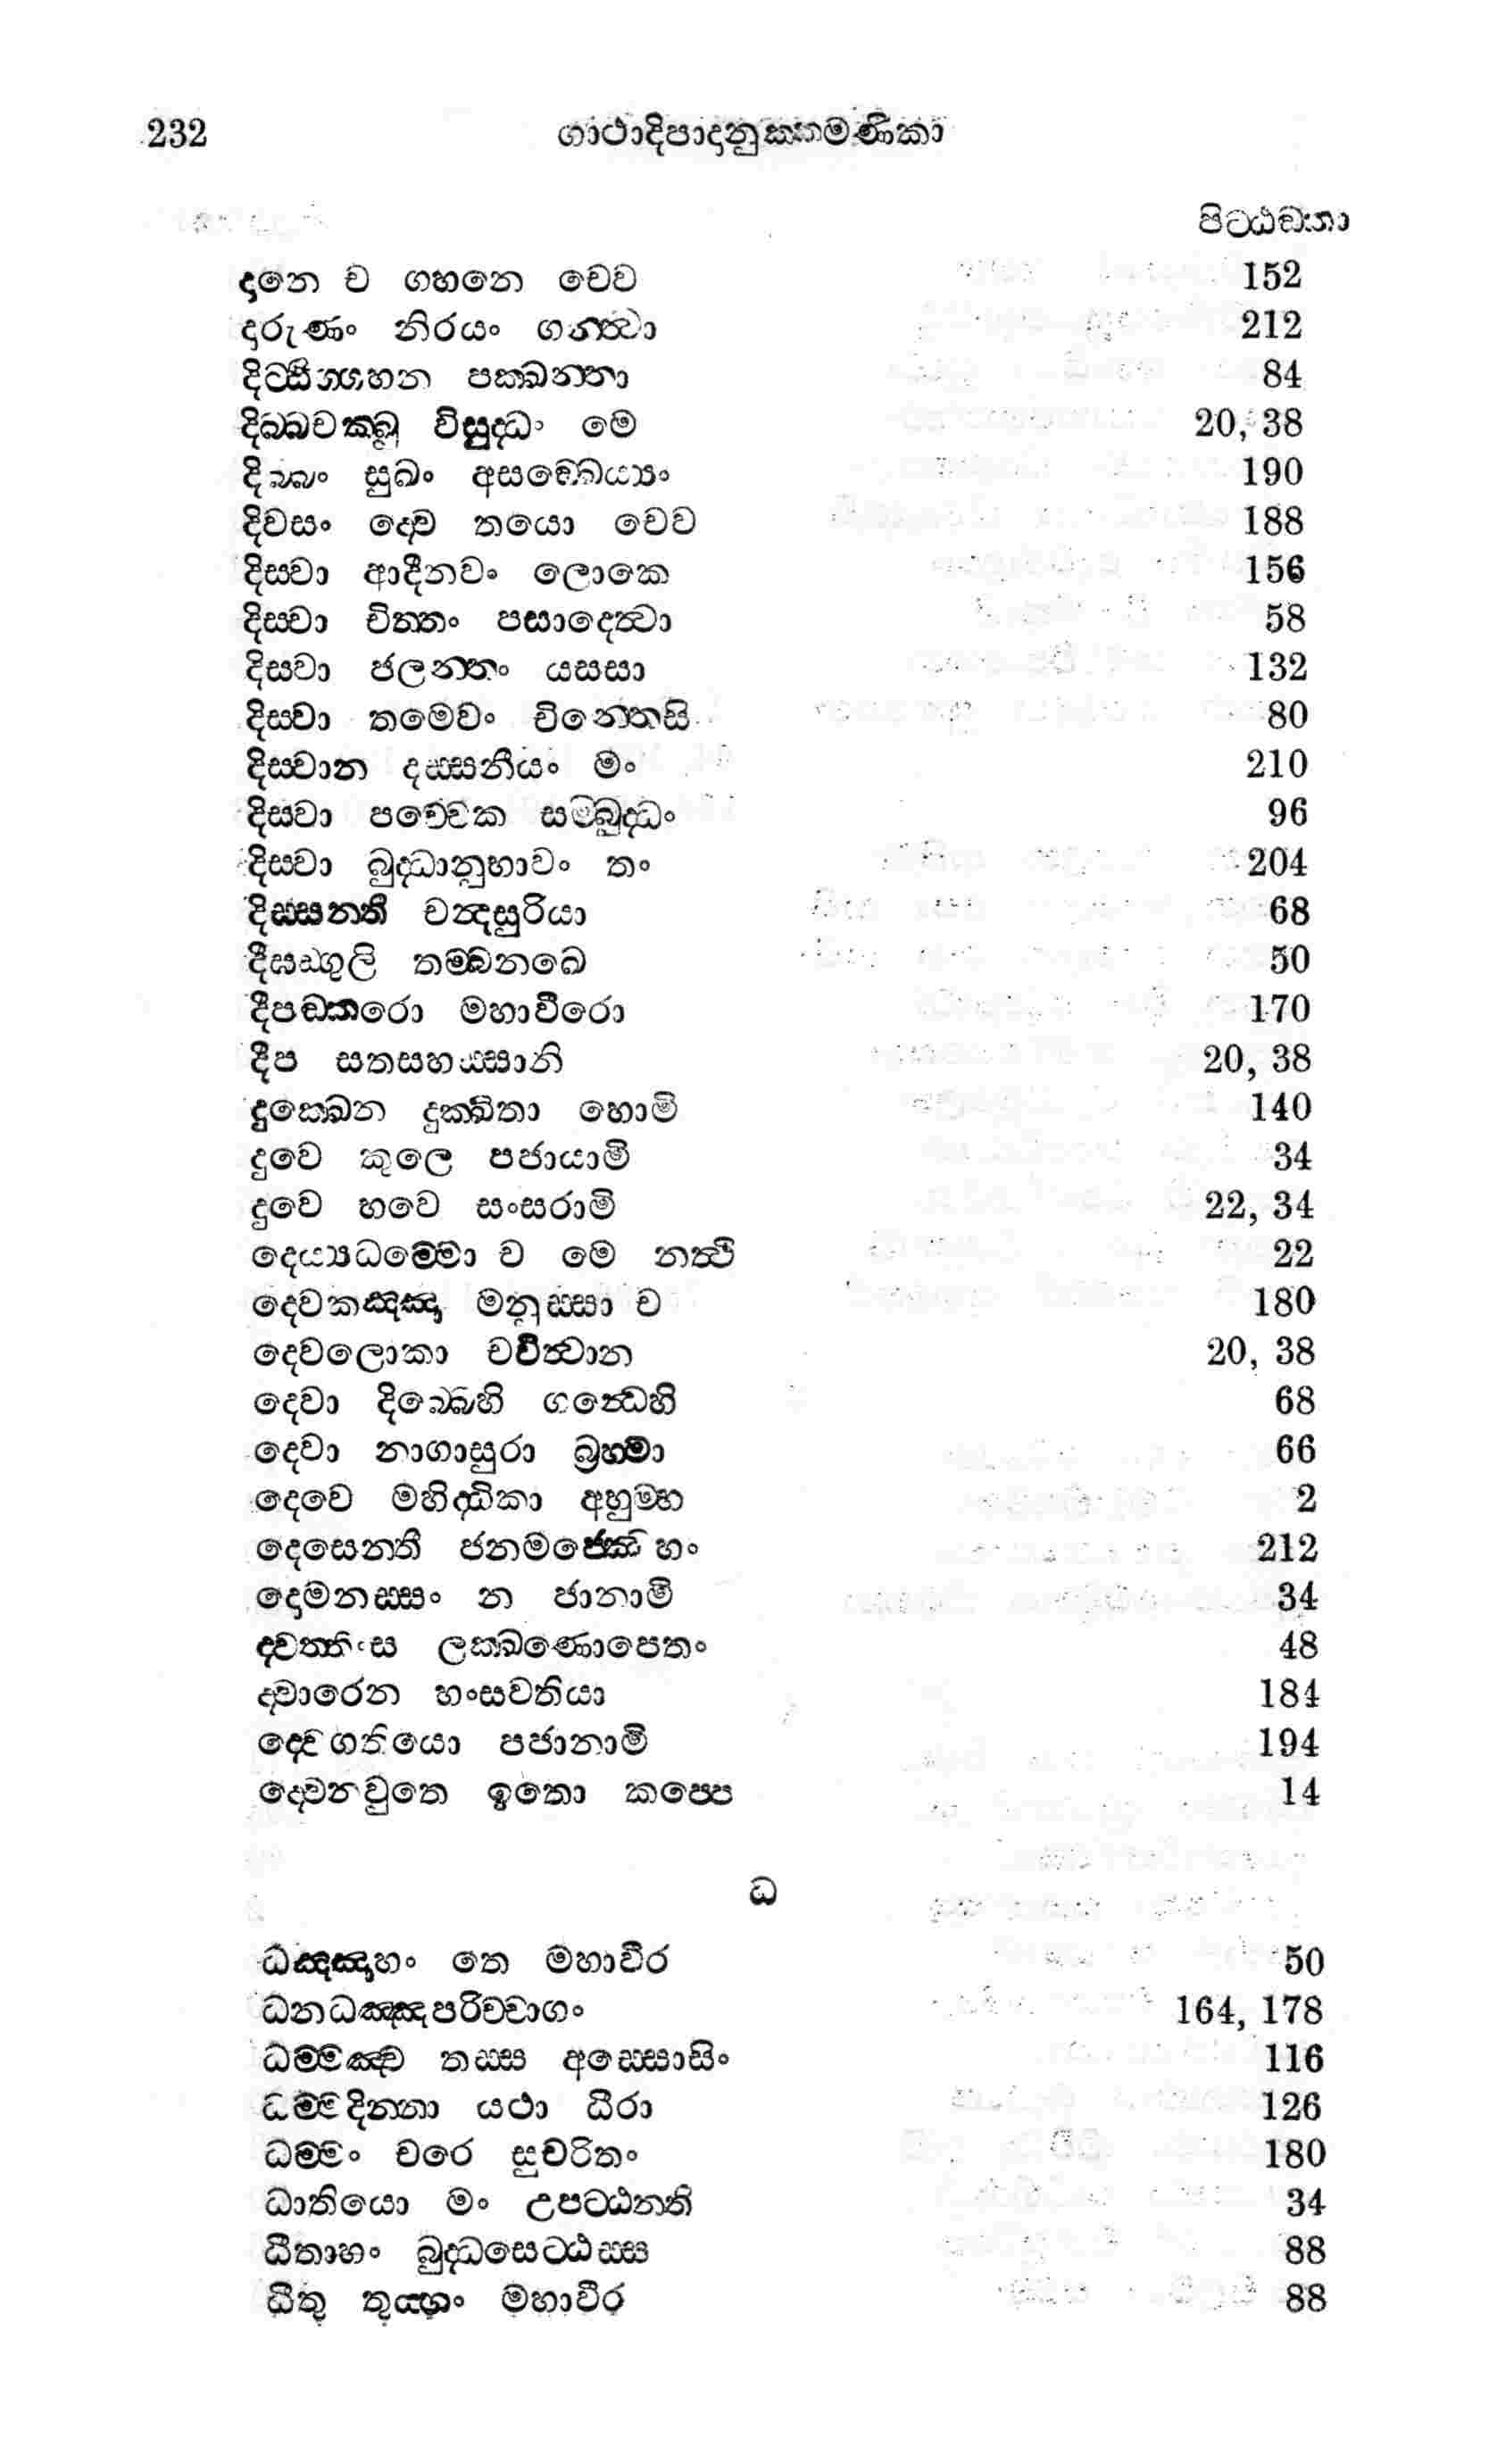 232 ගාථාදිපාදානුක්කමණිකා
පිට්ඨඞ්කා
දානෙ ච ගහනෙ චෙව 152
දාරුණං නිරයං ගන්ත්වා 212
දිට්ඨිග්ගහන පක්ඛන්තා 84
දිබ්බචක්ඛු විසුද්ධං මෙ 20, 38
දිබ්බං සුඛං අසඞ්ඛෙය්‍යං 190
දිවසං ද්වෙ තයො චෙව 188
දිස්වා ආදීනවං ලොකෙ 156
දිස්වා චිත්තං පසාදෙත්වා 58
දිස්වා ජලන්තං යසසා 132
දිස්වා තමෙවං චින්තෙසි 80
දිස්වාන දස්සනීයං මං 210
දිස්වා පච්චෙක සම්බුද්ධං 96
දිස්වා බුද්ධානුභාවං තං 204
දිස්සන්ති චන්දසුරියා 68
දීඝඞ්ගුලි තම්බනඛෙ 50
දීපඞ්කරො මහාවීරො 170
දීප සතසහස්සානි 20, 38
දුක්ඛෙන දුක්ඛිතා හොමි 140
දුවෙ කුලෙ පජායාමි 34
දුවෙ භවෙ සංසරාමි 22, 34
දෙය්‍යධම්මො ච මෙ නත්ථි 22
දෙවකඤ්ඤා මනුස්සා ච 180
දෙවලොකා චවිත්වාන 20, 38
දෙවා දිබ්බෙහි ගන්ධෙහි 68
දෙවා නාගාසුරා බ්‍රහ්මා 66
දෙවෙ මහිද්ධිකා අහුම්හ 2
දෙසෙන්ති ජනමජ්ඣෙහං 212
දොමනස්සං න ජානාමි 34
ද්වත්තිංස ලක්ඛණොපෙතං 48
ද්වාරෙන හංසවතියා 184
ද්වෙ ගතියො පජානාමි 194
ද්වෙනවුතෙ ඉතො කප්පෙ 14
ධ
ධඤ්ඤාහං තෙ මහාවීර 50
ධනධඤ්ඤපරිච්චාගං 164, 178
ධම්මඤ්ච තස්ස අස්සොසිං 116
ධම්මදින්නා යථා ධීරා 126
ධම්මං චරෙ සුචරිතං 180
ධාතියො මං උපට්ඨන්ති 34
ධීතාහං බුද්ධසෙට්ඨස්ස 88
ධීතු තුය්හං මහාවීර 88